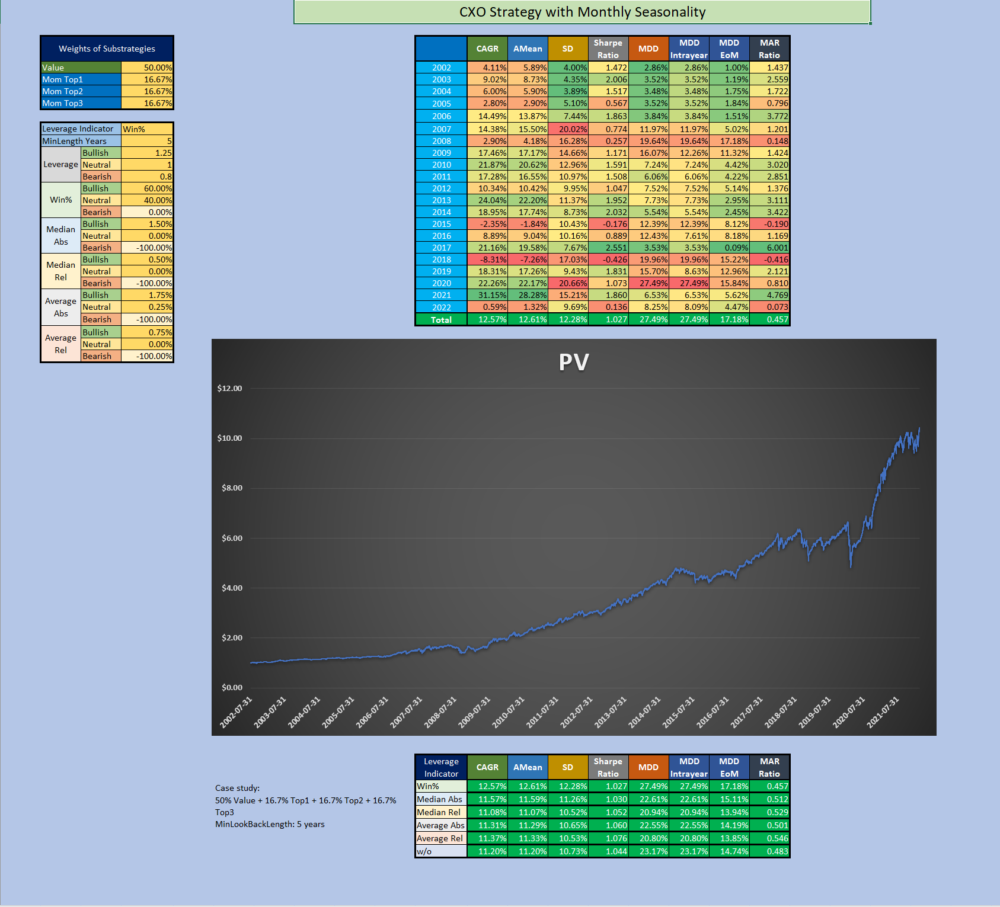 CXO Strategy with Monthly Seasonality
Weights of Substrategies
Value 50.00%
Mom Top1 16.67%
Mom Top2 16.67%
Mom Top3 16.67%
Leverage Indicator Win%
MinLength Years 5
Leverage
Bullish 1.25
Neutral 1
Bearish 0.8
Win%
Bullish 60.00%
Neutral 40.00%
Bearish 0.00%
Median Abs
Bullish 1.50%
Neutral 0.00%
Bearish -100.00%
Median Rel
Bullish 0.50%
Neutral 0.00%
Bearish -100.00%
Average Abs
Bullish 1.75%
Neutral 0.25%
Bearish -100.00%
Average Rel
Bullish 0.75%
Neutral 0.00%
Bearish -100.00%
CAGR AMean SD Sharpe Ratio MDD MDD Intrayear MDD EoM MAR Ratio
2002 4.11% 5.89% 4.00% 1.472 2.86% 2.86% 1.00% 1.437
2003 9.02% 8.73% 4.35% 2.006 3.52% 3.52% 1.19% 2.559
2004 6.00% 5.90% 3.89% 1.517 3.48% 3.48% 1.75% 1.722
2005 2.80% 2.90% 5.10% 0.567 3.52% 3.52% 1.84% 0.796
2006 14.49% 13.87% 7.44% 1.863 3.84% 3.84% 1.51% 3.772
2007 14.38% 15.50% 20.02% 0.774 11.97% 11.97% 5.02% 1.201
2008 2.90% 4.18% 16.28% 0.257 19.64% 19.64% 17.18% 0.148
2009 17.46% 17.17% 14.66% 1.171 16.07% 12.26% 11.32% 1.424
2010 21.87% 20.62% 12.96% 1.591 7.24% 7.24% 4.42% 3.020
2011 17.28% 16.55% 10.97% 1.508 6.06% 6.06% 4.22% 2.851
2012 10.34% 10.42% 9.95% 1.047 7.52% 7.52% 5.14% 1.376
2013 24.04% 22.20% 11.37% 1.952 7.73% 7.73% 2.95% 3.111
2014 18.95% 17.74% 8.73% 2.032 5.54% 5.54% 2.45% 3.422
2015 -2.35% -1.84% 10.43% -0.176 12.39% 12.39% 8.12% -0.190
2016 8.89% 9.04% 10.16% 0.889 12.43% 7.61% 8.18% 1.169
2017 21.16% 19.58% 7.67% 2.551 3.53% 3.53% 0.09% 6.001
2018 -8.31% -7.26% 17.03% -0.426 19.96% 19.96% 15.22% -0.416
2019 18.31% 17.26% 9.43% 1.831 15.70% 8.63% 12.96% 2.121
2020 22.26% 22.17% 20.66% 1.073 27.49% 27.49% 15.84% 0.810
2021 31.15% 28.28% 15.21% 1.860 6.53% 6.53% 5.62% 4.769
2022 0.59% 1.32% 9.69% 0.136 8.25% 8.09% 4.47% 0.073
Total 12.57% 12.61% 12.28% 1.027 27.49% 27.49% 17.18% 0.457
PV
$12.00
$10.00
$8.00
$6.00
$4.00
$2.00
$0.00
2002-07-31 2003-07-31 2004-07-31 2005-07-31 2006-07-31 2007-07-31 2008-07-31 2009-07-31 2010-07-31 2011-07-31 2012-07-31 2013-07-31 2014-07-31 2015-07-31 2016-07-31 2017-07-31 2018-07-31 2019-07-31 2020-07-31 2021-07-31
Case study:
50% Value + 16.7% Top1 + 16.7% Top2 + 16.7%
Top3
MinLookBackLength: 5 years
Leverage Indicator CAGR AMean SD Sharpe Ratio MDD MDD Intrayear MDD EoM MAR Ratio
Win% 12.57% 12.61% 12.28% 1.027 27.49% 27.49% 17.18% 0.457
Median Abs 11.57% 11.59% 11.26% 1.030 22.61% 22.61% 15.11% 0.512
Median Rel 11.08% 11.07% 10.52% 1.052 20.94% 20.94% 13.94% 0.529
Average Abs 11.31% 11.29% 10.65% 1.060 22.55% 22.55% 14.19% 0.501
Average Rel 11.37% 11.33% 10.53% 1.076 20.80% 20.80% 13.85% 0.546
w/o 11.20% 11.20% 10.73% 1.044 23.17% 23.17% 14.74% 0.483